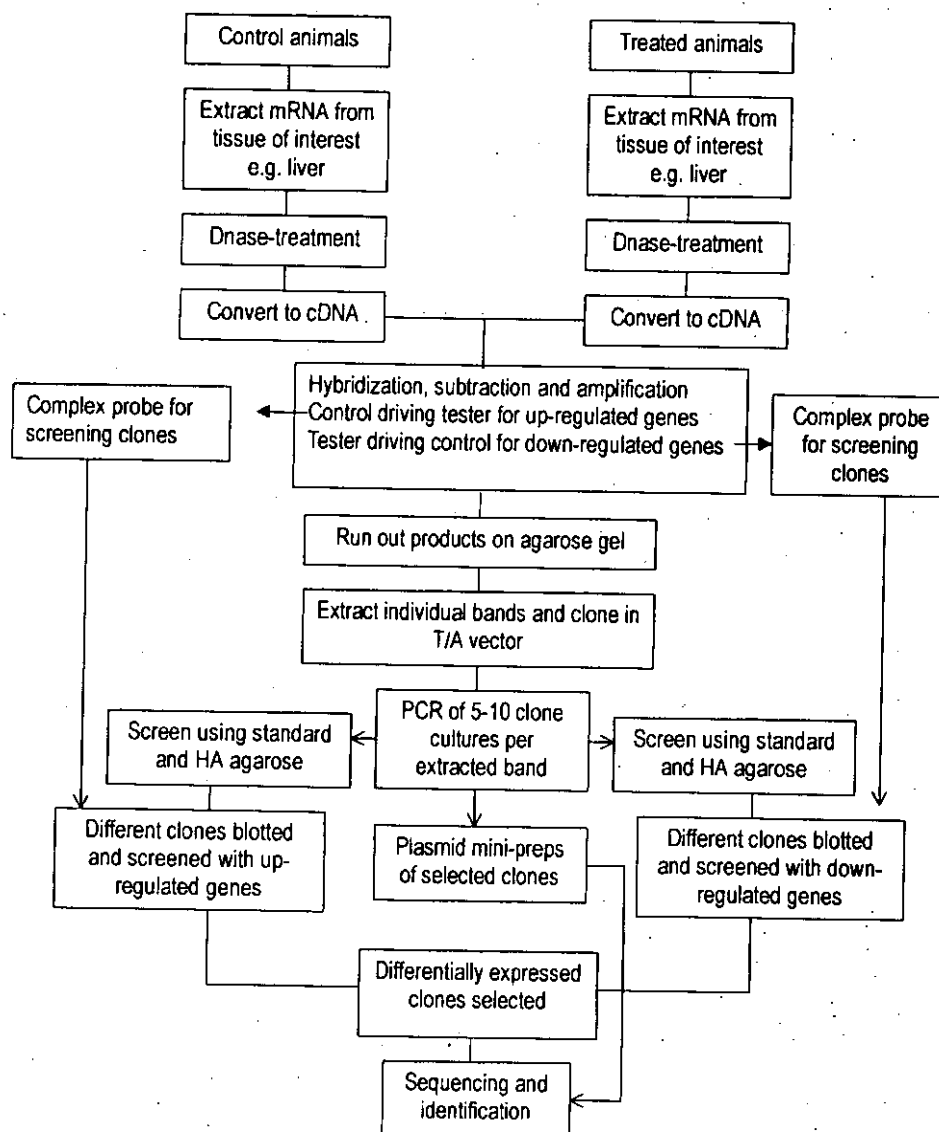 Control animals
Treated animals
Extract mRNA from
tissue of interest
e.g. liver
Extract mRNA from
tissue of interest
e.g. liver
Dnase-treatment
Dnase-treatment
Convert to cDNA
Convert to cDNA
Hybridization, subtraction and amplification
Control driving tester for up-regulated genes
Tester driving control for down-regulated genes
Complex probe for
screening clones
Complex probe
for screening
clones
Run out products on agarose gel
Extract individual bands and clone in
T/A vector
PCR of 5-10 clone
cultures per
extracted band
Screen using standard
and HA agarose
Screen using standard
and HA agarose
Different clones blotted
and screened with up-
regulated genes
Plasmid mini-preps
of selected clones
Different clones blotted
and screened with down-
regulated genes
Differentially expressed
clones selected
Sequencing and
identification